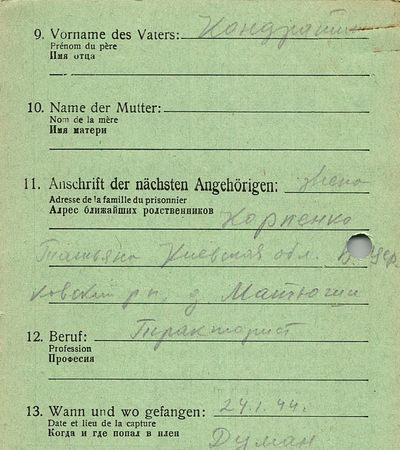 9. Vorname des Vaters:
Prénom du père
Имя отца
10. Name der Mutter:
Nom de la mère
Имя матери
11. Anschrift der nächsten Angehörigen: жена
Adresse de la famille du prisonnier
Адрес ближайших родственников Карпенко
Татьяна Киевская обл.
д.
12. Beruf: Тракторист
Profession
Професия
13. Wann und wo gefangen: 24.1.44.
Date et lieu de la capture
Когда и где попал в плен